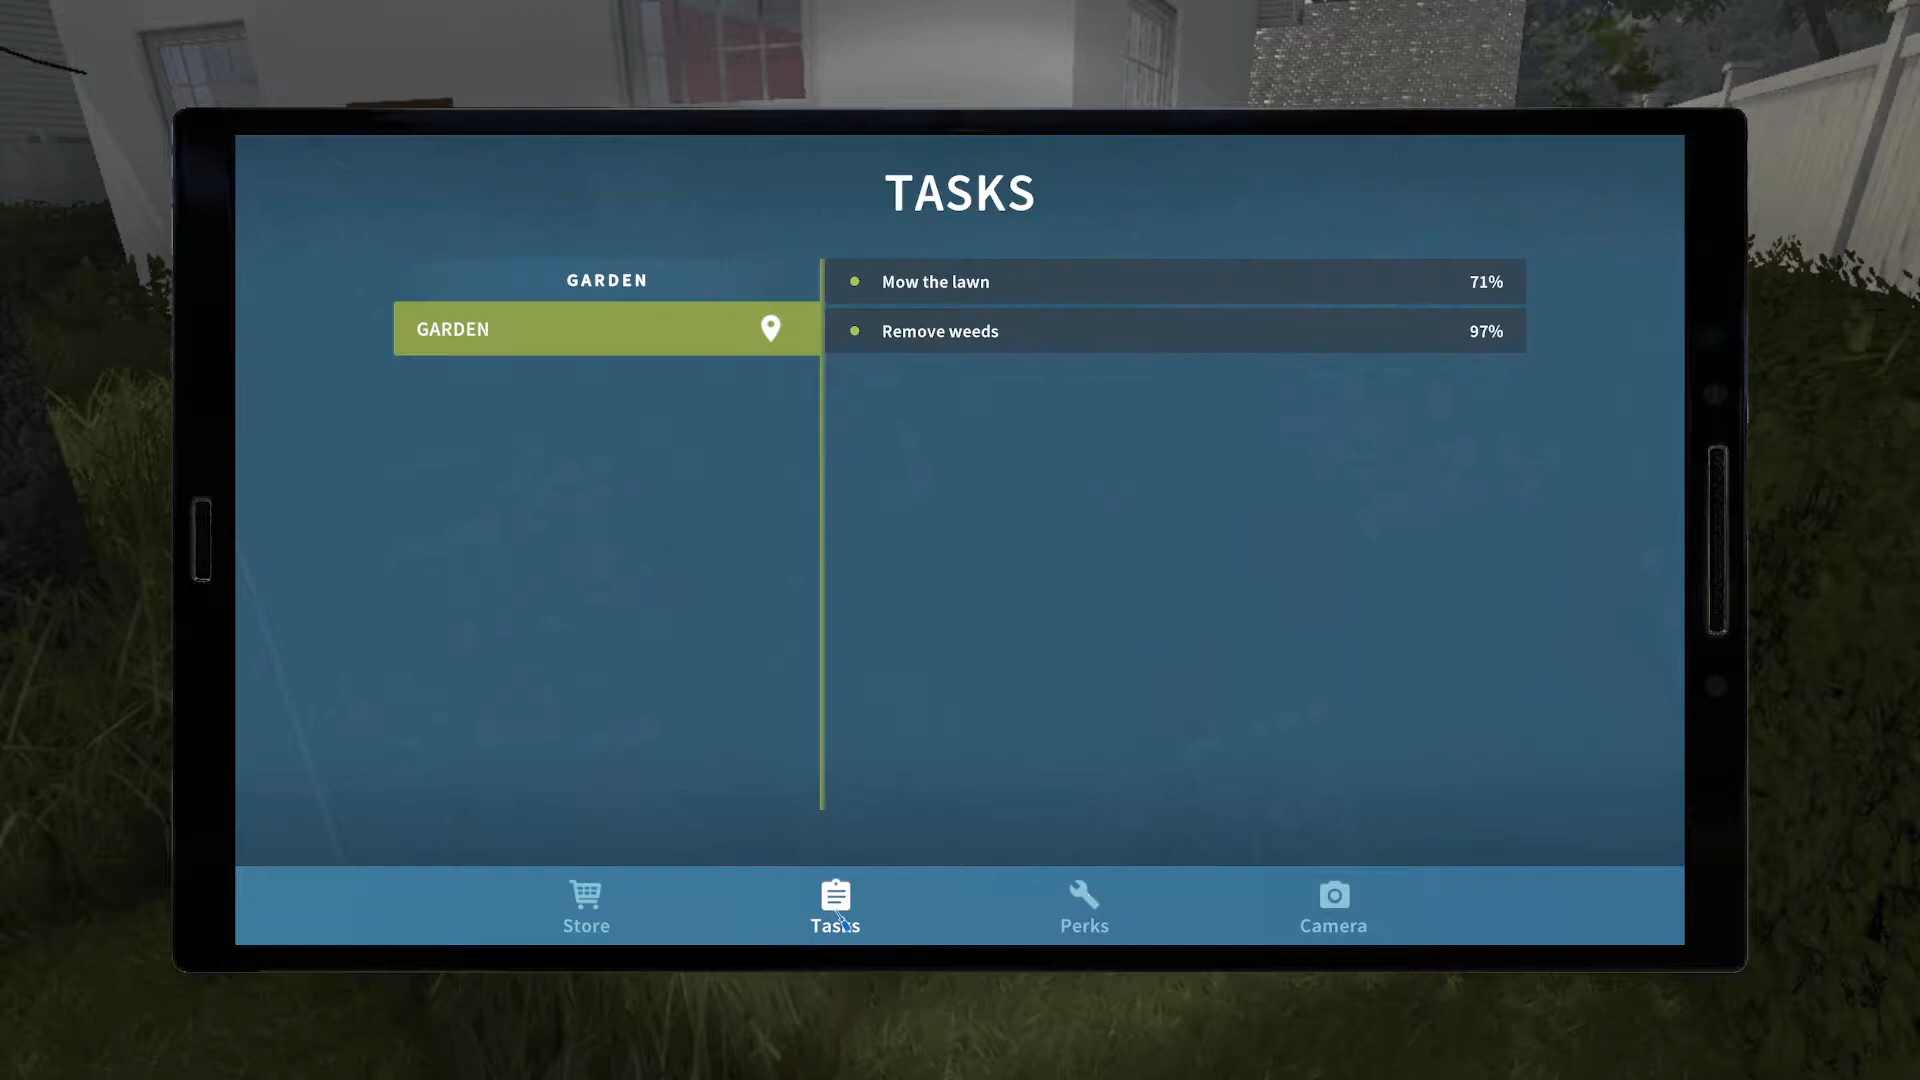 TASKS
GARDEN
GARDEN
Mow the lawn 71%
Remove weeds 97%
Store Tasks Perks Camera